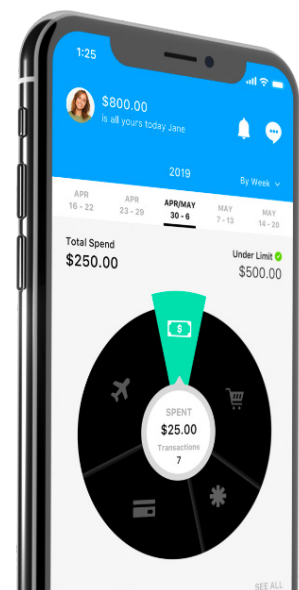 1:25
$800.00
is all yours today Jane
2019
By Week
APR
16 - 22
APR
23 - 29
APR/MAY
30 - 6
MAY
7 - 13
MAY
14 - 20
Total Spend
$250.00
Under Limit
$500.00
$
SPENT
$25.00
Transactions
7
SEE ALL